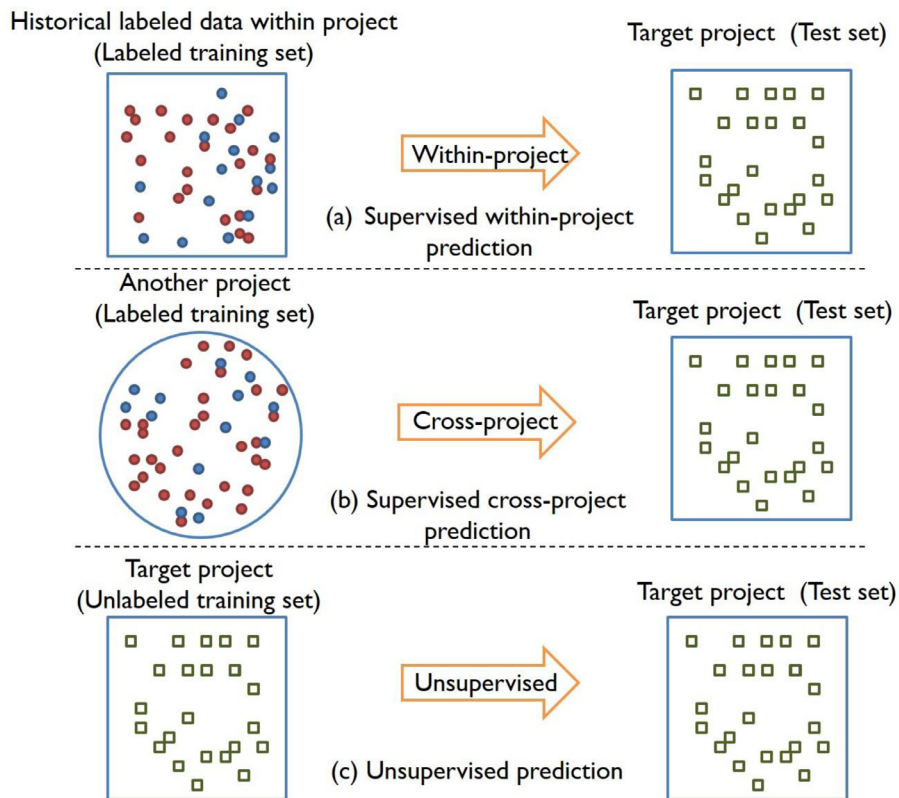 Historical labeled data within project
(Labeled training set)
Target project (Test set)
Within-project
(a) Supervised within-project
prediction
Another project
(Labeled training set)
Target project (Test set)
Cross-project
(b) Supervised cross-project
prediction
Target project
(Unlabeled training set)
Target project (Test set)
Unsupervised
(c) Unsupervised prediction